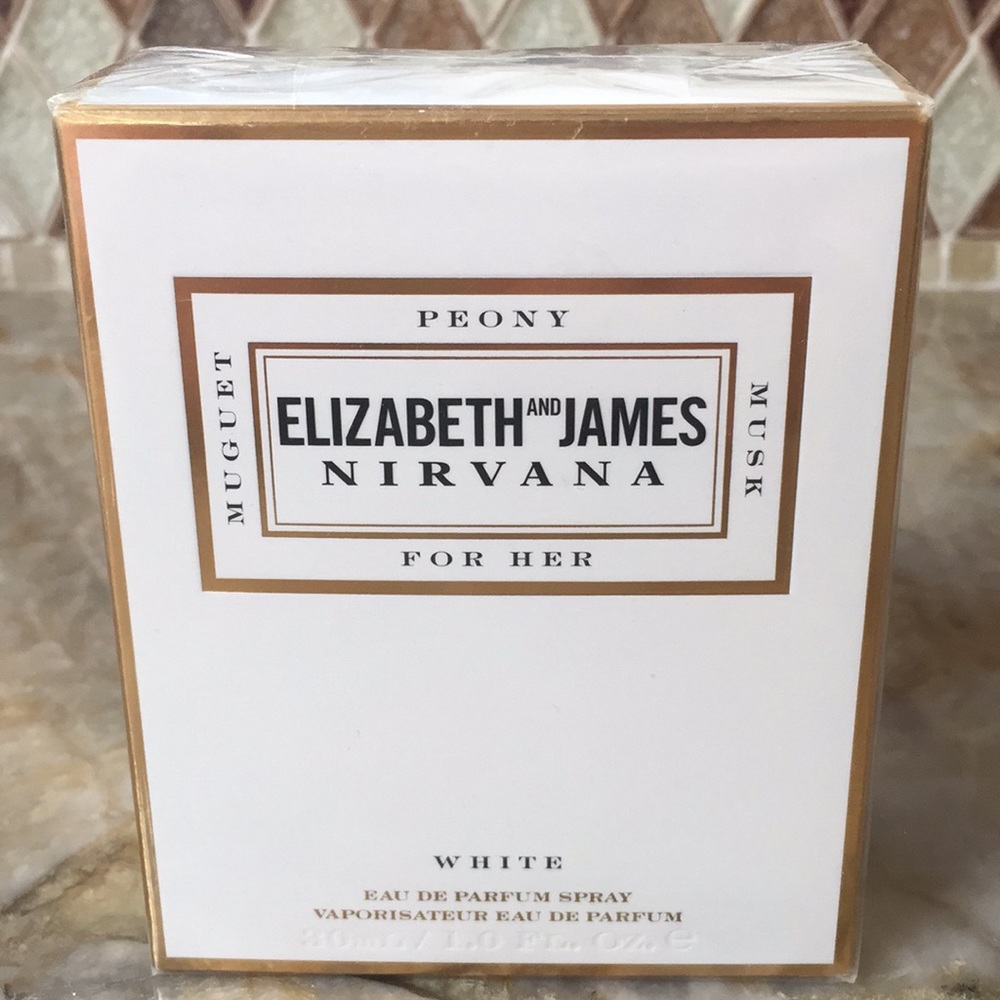 PEONY
MUGUET
ELIZABETH AND JAMES
NIRVANA
MUSK
FOR HER
WHITE
EAU DE PARFUM SPRAY
VAPORISATEUR EAU DE PARFUM
30mL / 1.0 FL. OZ. e